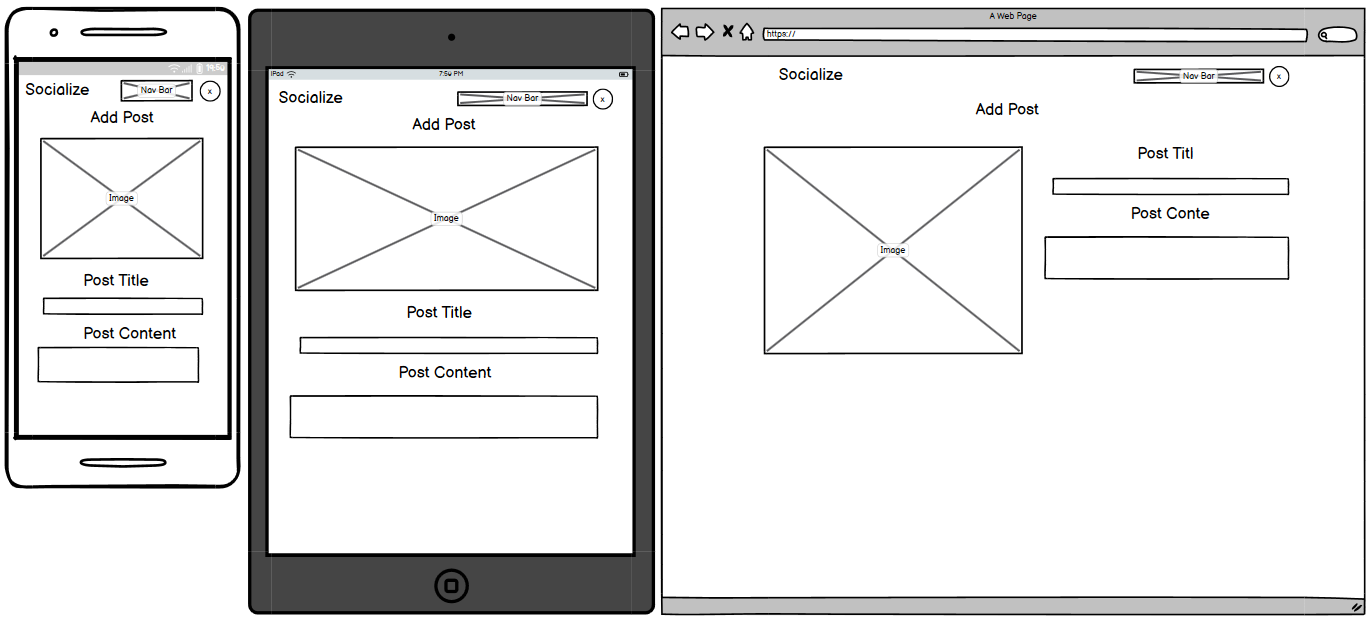 14:50
Socialize
Nav Bar
x
Add Post
Image
Post Title
Post Content
iPod
7:50 PM
Socialize
Nav Bar
x
Add Post
Image
Post Title
Post Content
A Web Page
https://
Socialize
Nav Bar
x
Add Post
Image
Post Titl
Post Conte